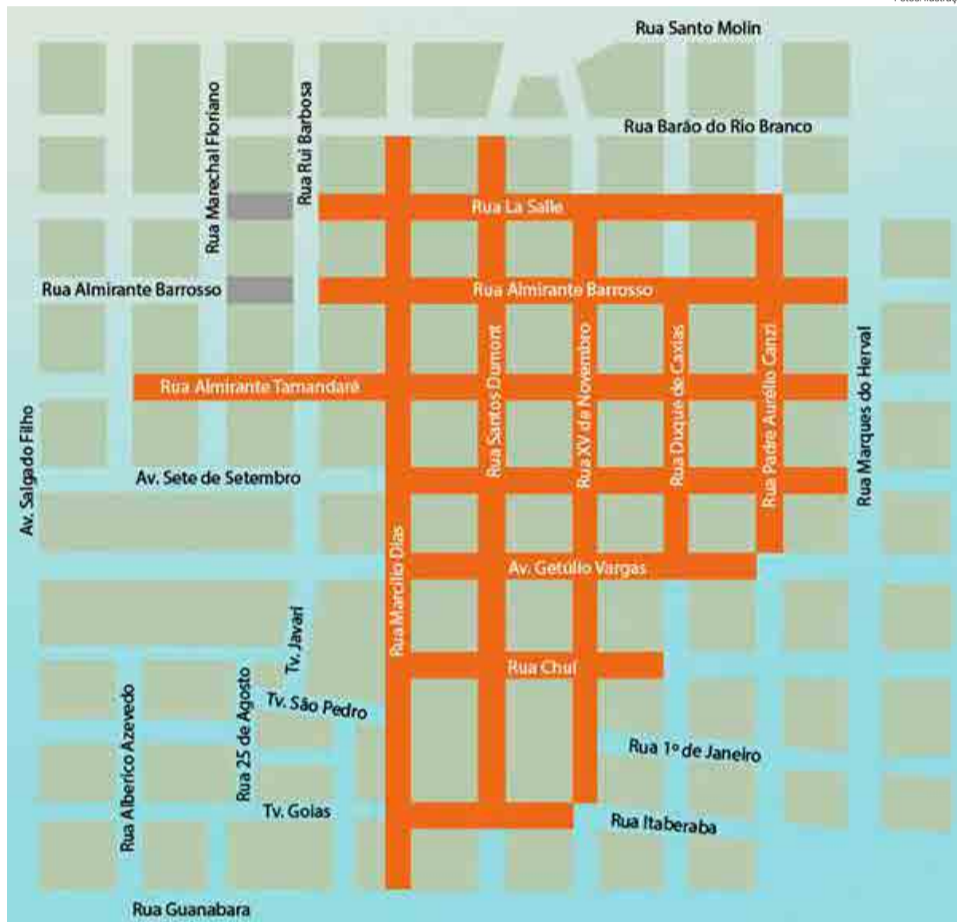 Rua Santo Molin
Rua Barão do Rio Branco
Rua Marechal Floriano
Rua Rui Barbosa
Rua La Salle
Rua Almirante Barrosso
Rua Almirante Barrosso
Rua Almirante Tamandaré
Rua Santos Dumont
Rua XV de Novembro
Rua Duque de Caxias
Rua Padre Aurélio Canzi
Rua Marques do Herval
Av. Salgado Filho
Av. Sete de Setembro
Rua Marcílio Dias
Av. Getúlio Vargas
Tv. Javari
Rua Chuí
Tv. São Pedro
Rua Alberico Azevedo
Rua 25 de Agosto
Rua 1º de Janeiro
Tv. Goias
Rua Itaberaba
Rua Guanabara